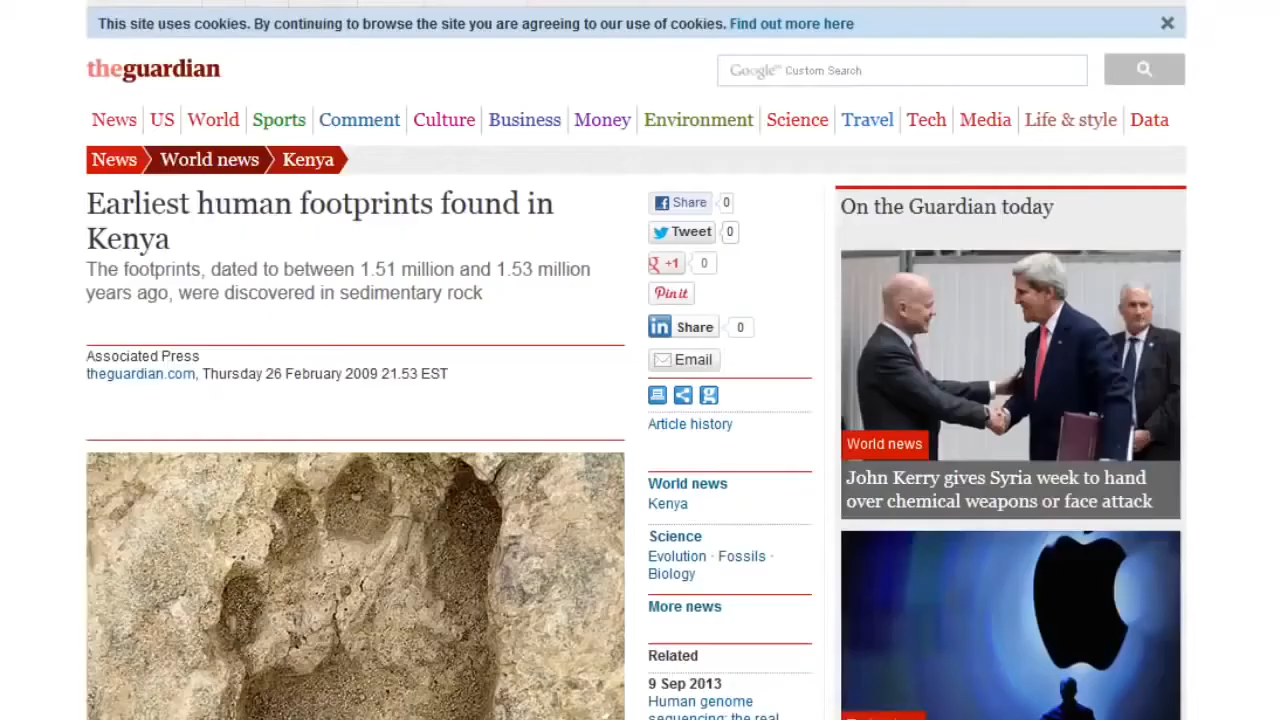 This site uses cookies. By continuing to browse the site you are agreeing to our use of cookies. Find out more here
theguardian
Google™ Custom Search
News US World Sports Comment Culture Business Money Environment Science Travel Tech Media Life & style Data
News World news Kenya
Earliest human footprints found in
Kenya
The footprints, dated to between 1.51 million and 1.53 million
years ago, were discovered in sedimentary rock
Associated Press
theguardian.com, Thursday 26 February 2009 21.53 EST
Share 0
Tweet 0
+1 0
Pin it
in Share 0
Email
Article history
World news
Kenya
Science
Evolution · Fossils ·
Biology
More news
Related
9 Sep 2013
Human genome
sequencing: the real
On the Guardian today
World news
John Kerry gives Syria week to hand
over chemical weapons or face attack